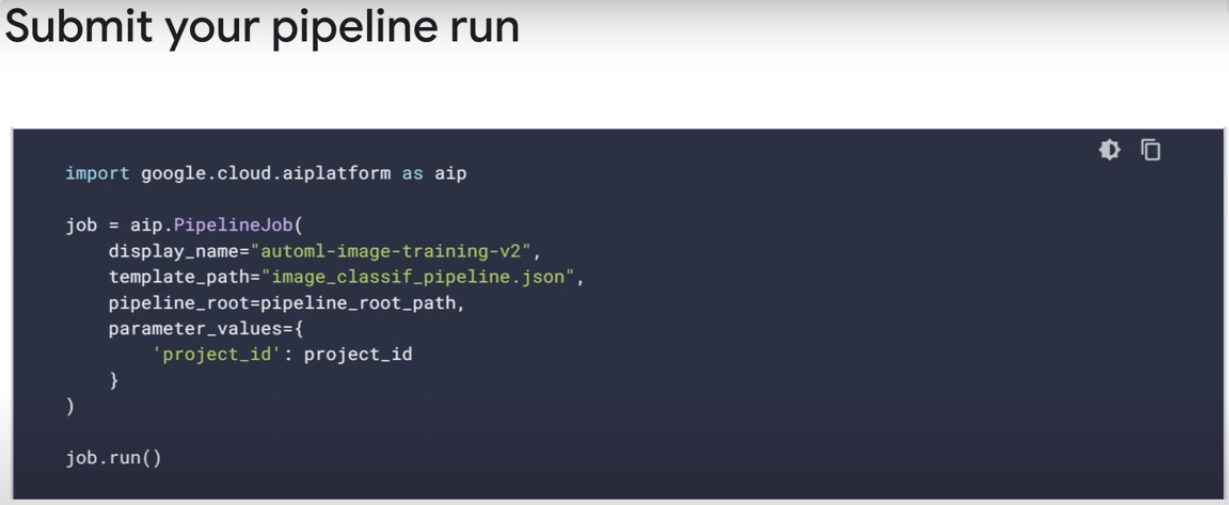 Submit your pipeline run
import google.cloud.aiplatform as aip
job = aip.PipelineJob(
    display_name="automl-image-training-v2",
    template_path="image_classif_pipeline.json",
    pipeline_root=pipeline_root_path,
    parameter_values={
        'project_id': project_id
    }
)
job.run()